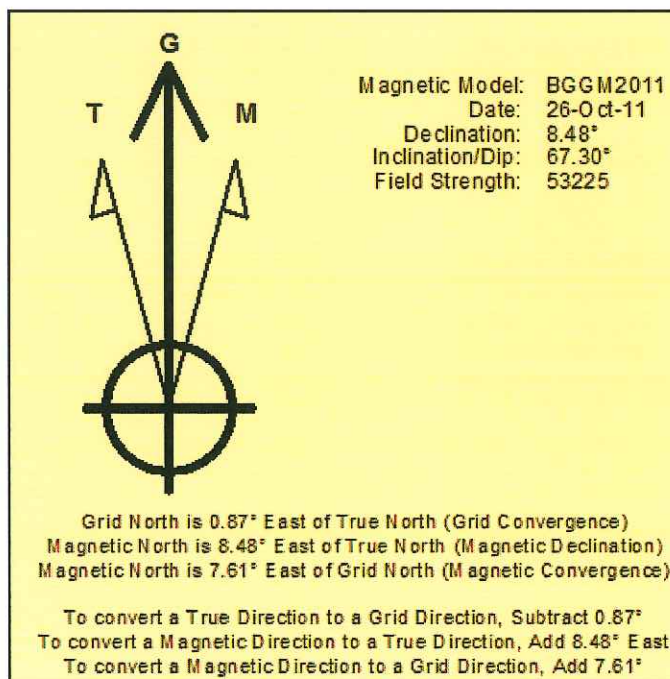 G
T M
Magnetic Model: BGGM2011
Date: 26-Oct-11
Declination: 8.48°
Inclination/Dip: 67.30°
Field Strength: 53225
Grid North is 0.87° East of True North (Grid Convergence)
Magnetic North is 8.48° East of True North (Magnetic Declination)
Magnetic North is 7.61° East of Grid North (Magnetic Convergence)
To convert a True Direction to a Grid Direction, Subtract 0.87°
To convert a Magnetic Direction to a True Direction, Add 8.48° East
To convert a Magnetic Direction to a Grid Direction, Add 7.61°